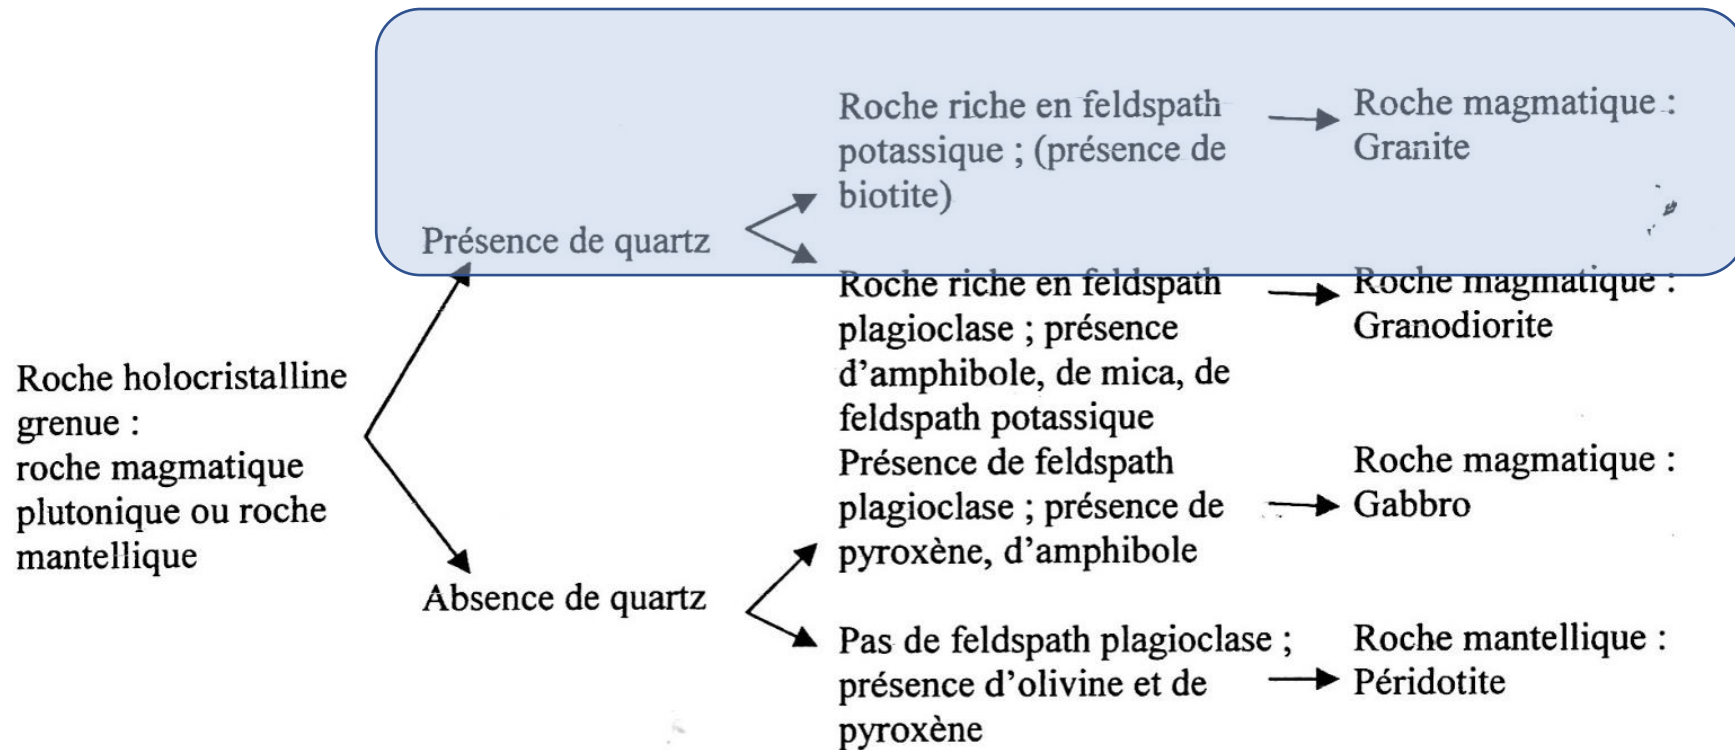 Roche riche en feldspath
potassique ; (présence de
biotite)
Roche magmatique :
Granite
Présence de quartz
Roche riche en feldspath
plagioclase ; présence
d’amphibole, de mica, de
feldspath potassique
Roche magmatique :
Granodiorite
Roche holocristalline
grenue :
roche magmatique
plutonique ou roche
mantellique
Présence de feldspath
plagioclase ; présence de
pyroxène, d’amphibole
Roche magmatique :
Gabbro
Absence de quartz
Pas de feldspath plagioclase ;
présence d’olivine et de
pyroxène
Roche mantellique :
Péridotite